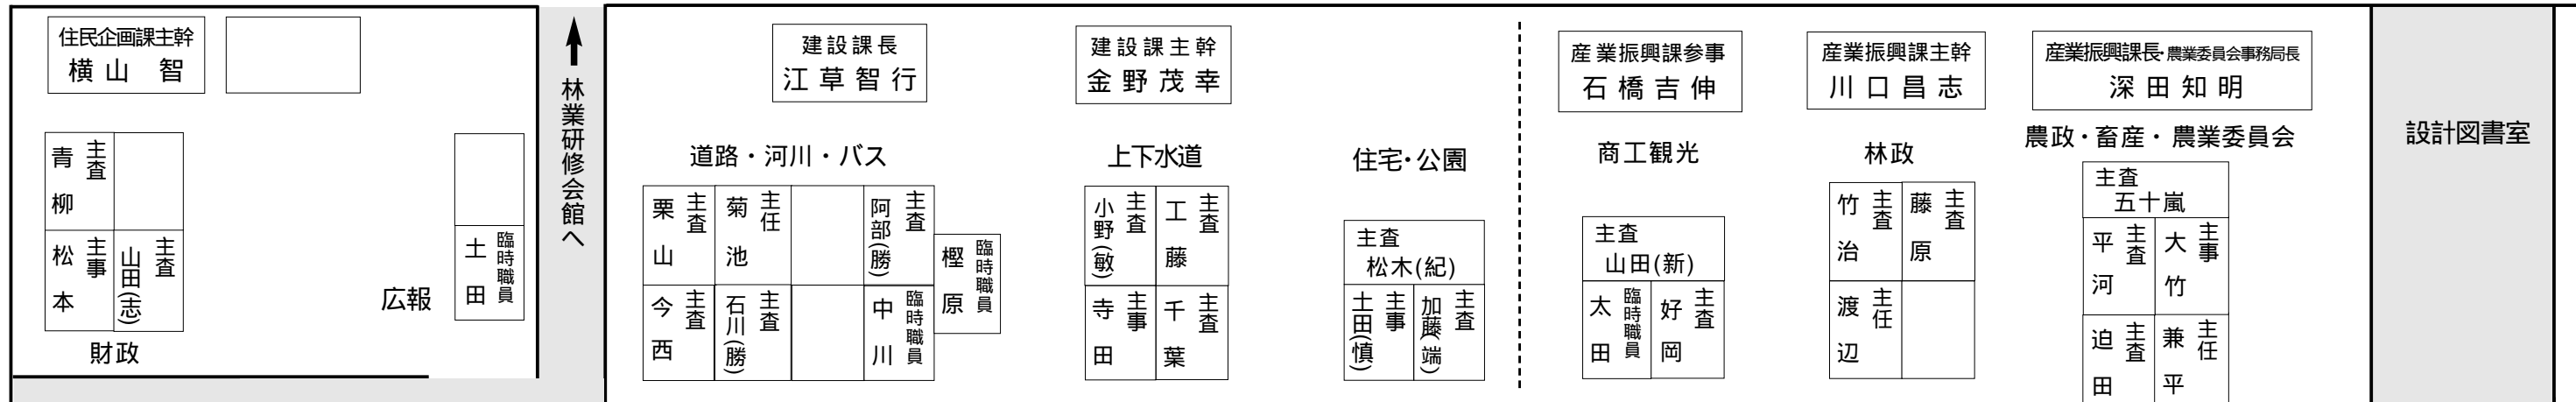 住民企画課主幹
横山 智
青柳
主査
松本
主事
山田(志)
主査
財政
広報
土田
臨時職員
林業研修会館へ
建設課長
江草智行
建設課主幹
金野茂幸
道路・河川・バス
栗山
主査
菊池
主任
阿部(勝)
主査
今西
主査
石川(勝)
主査
中川
臨時職員
樫原
臨時職員
上下水道
小野(敏)
主査
工藤
主査
寺田
主事
千葉
主査
住宅・公園
主査
松木(紀)
土田(慎)
主事
加藤(端)
主査
産業振興課参事
石橋吉伸
産業振興課主幹
川口昌志
産業振興課長・農業委員会事務局長
深田知明
商工観光
主査
山田(新)
太田
臨時職員
好岡
主査
林政
竹治
主査
藤原
主査
渡辺
主任
農政・畜産・農業委員会
主査
五十嵐
平河
主査
大竹
主事
迫田
主査
兼平
主任
設計図書室